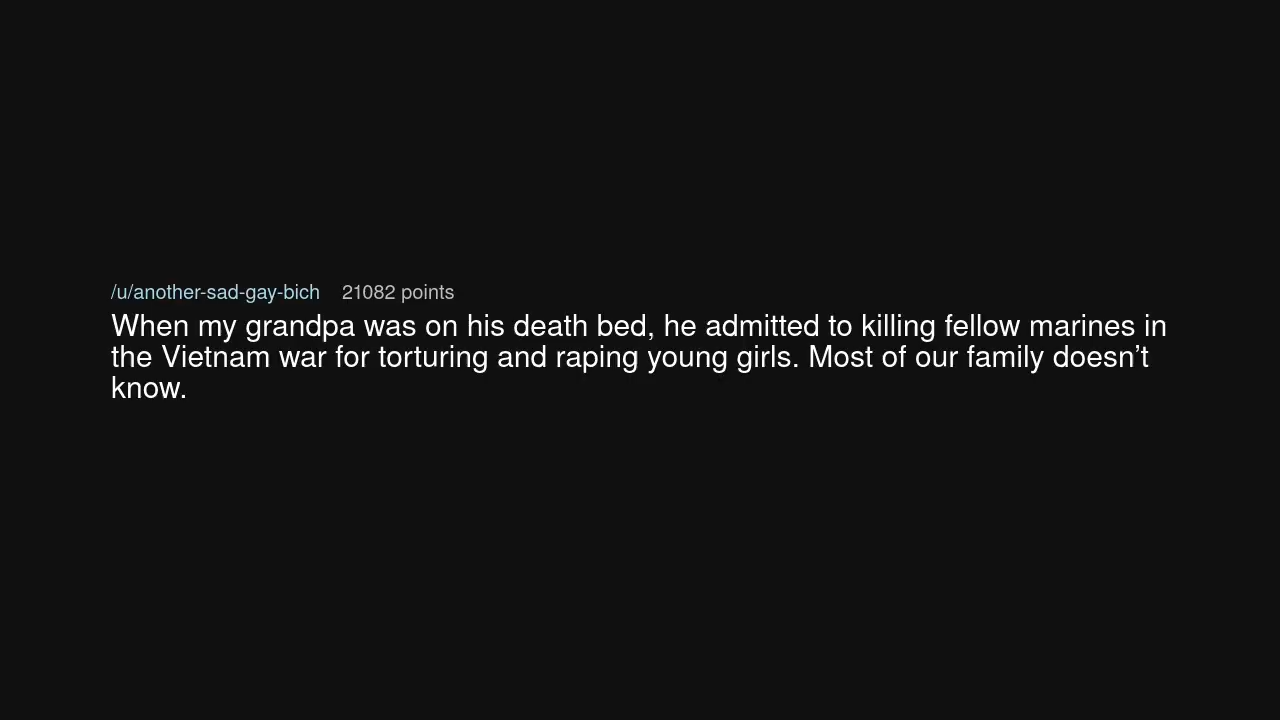 /u/another-sad-gay-bich 21082 points
When my grandpa was on his death bed, he admitted to killing fellow marines in
the Vietnam war for torturing and raping young girls. Most of our family doesn’t
know.